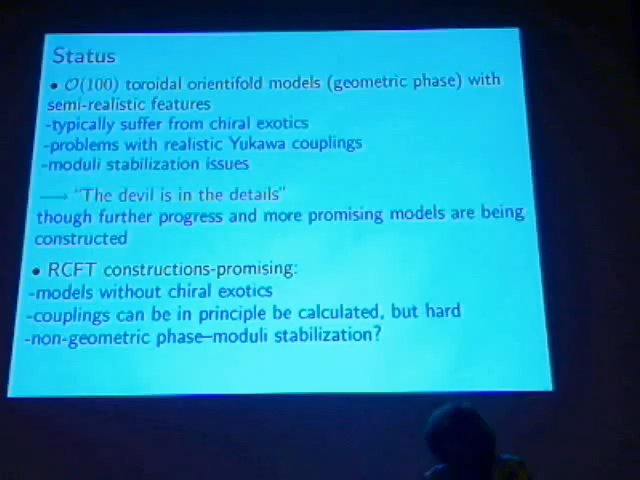 Status
• O(100) toroidal orientifold models (geometric phase) with
semi-realistic features
-typically suffer from chiral exotics
-problems with realistic Yukawa couplings
-moduli stabilization issues
⟶ "The devil is in the details"
though further progress and more promising models are being
constructed
• RCFT constructions-promising:
-models without chiral exotics
-couplings can be in principle be calculated, but hard
-non-geometric phase–moduli stabilization?